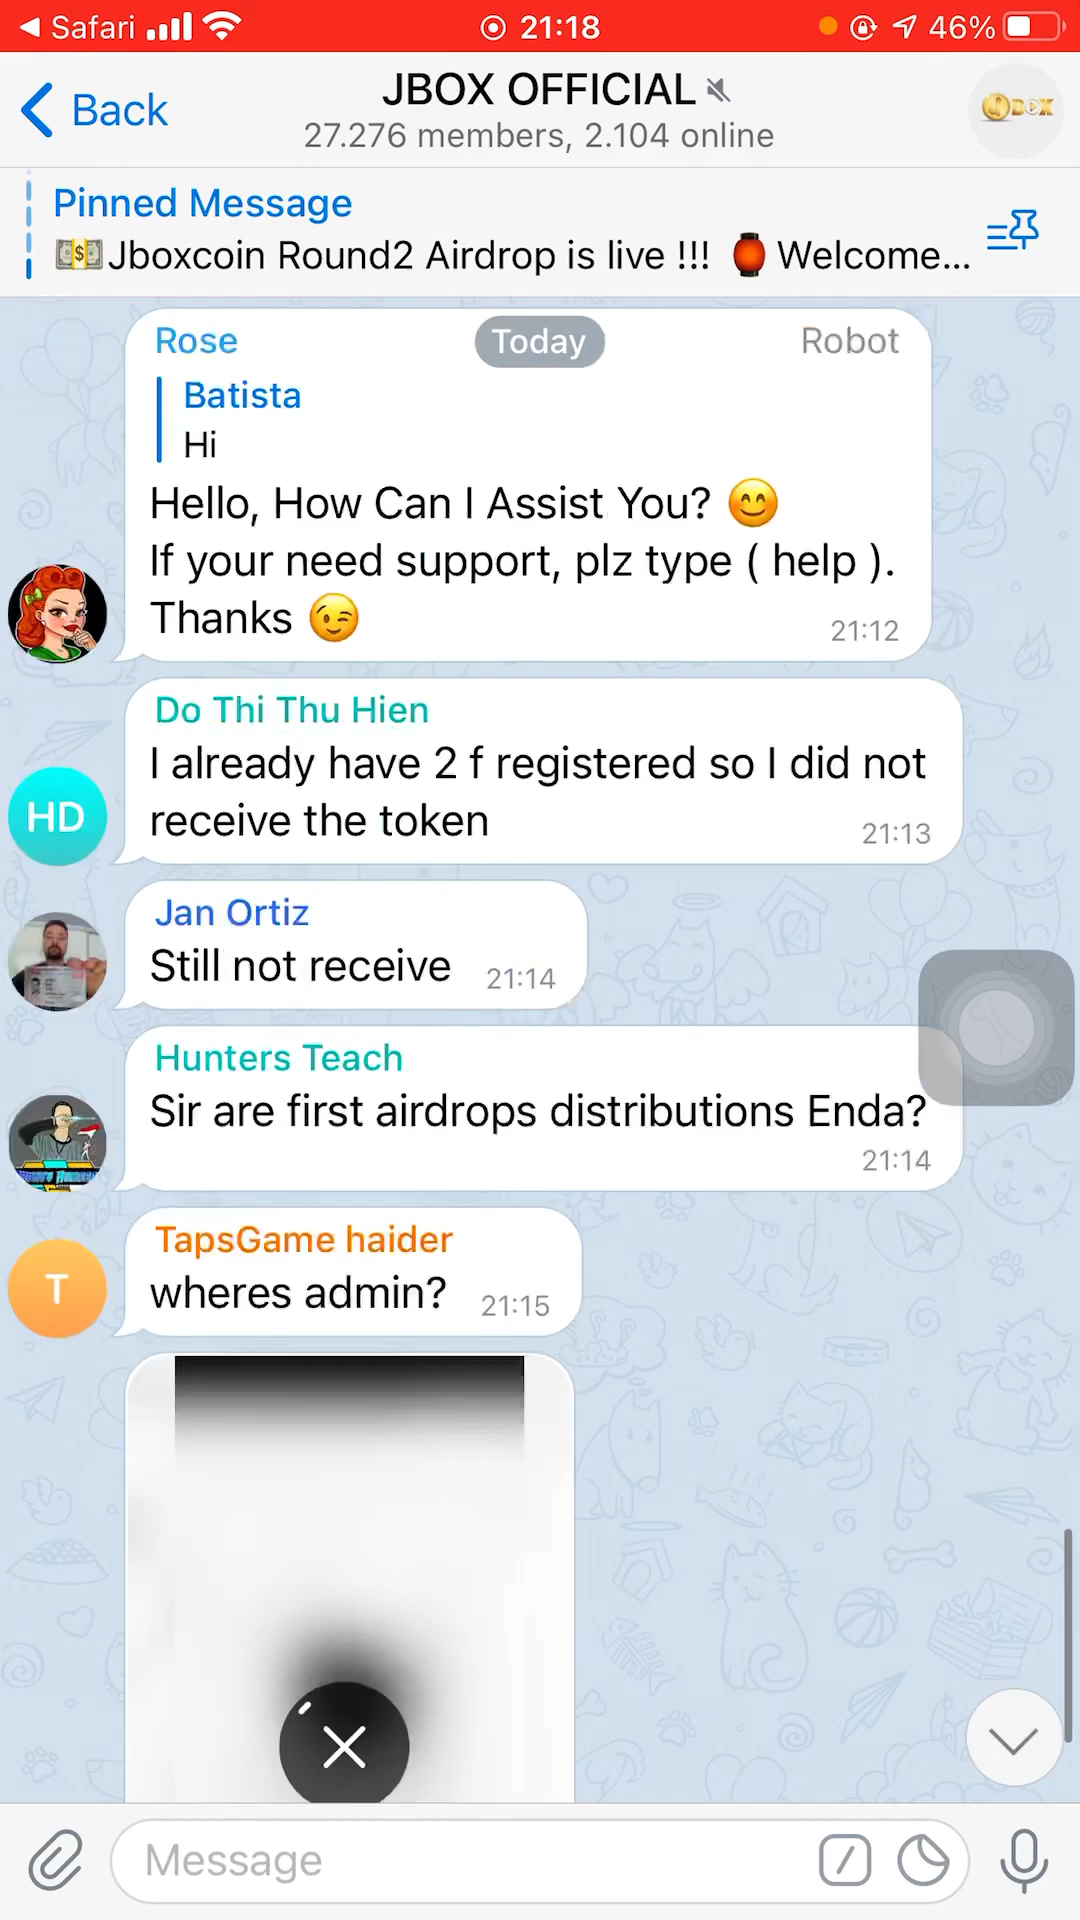 Safari 21:18 46%
Back JBOX OFFICIAL
27.276 members, 2.104 online
BOX
Pinned Message
💵Jboxcoin Round2 Airdrop is live !!! 🏮Welcome...
Rose Today Robot
Batista
Hi
Hello, How Can I Assist You? 😊
If your need support, plz type ( help ).
Thanks 😉 21:12
Do Thi Thu Hien
I already have 2 f registered so I did not
receive the token
HD 21:13
Jan Ortiz
Still not receive 21:14
Hunters Teach
Sir are first airdrops distributions Enda?
21:14
TapsGame haider
T wheres admin? 21:15
Message